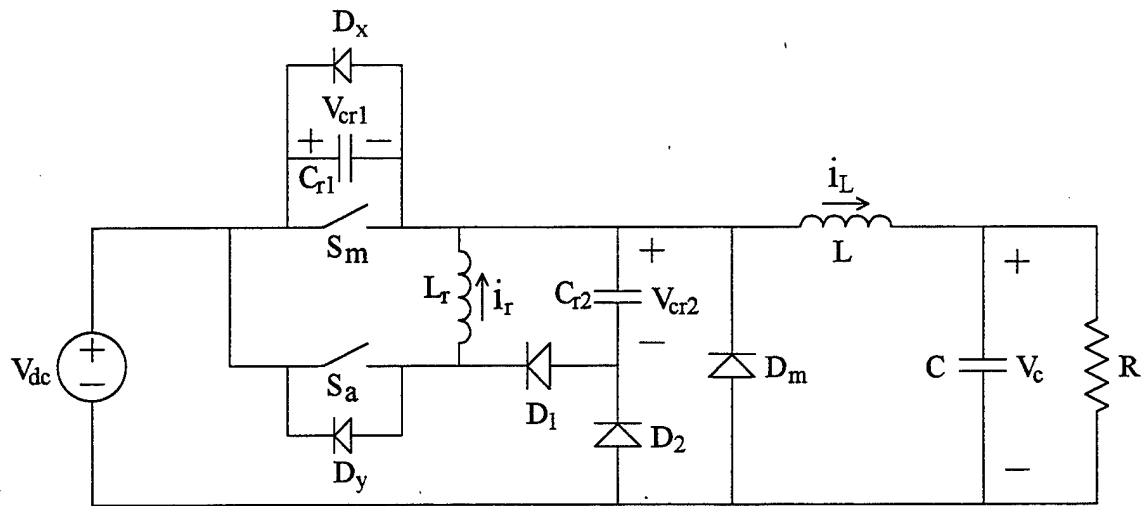 Dx
+ Vcr1 −
Cr1
Sm
iL
L
Lr
ir
Cr2
+
Vcr2
−
Vdc
+
−
Sa
D1
Dy
D2
Dm
C
+
Vc
−
R